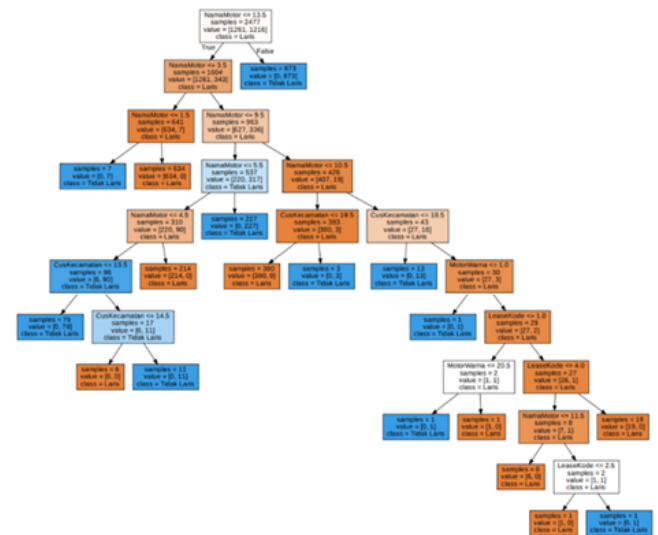 NamaMotor <= 13.5
samples = 2477
value = [1261, 1216]
class = Laris
True
False
NamaMotor <= 3.5
samples = 1604
value = [1261, 343]
class = Laris
samples = 873
value = [0, 873]
class = Tidak Laris
NamaMotor <= 1.5
samples = 641
value = [634, 7]
class = Laris
NamaMotor <= 9.5
samples = 963
value = [627, 336]
class = Laris
samples = 7
value = [0, 7]
class = Tidak Laris
samples = 634
value = [634, 0]
class = Laris
NamaMotor <= 5.5
samples = 537
value = [220, 317]
class = Tidak Laris
NamaMotor <= 10.5
samples = 426
value = [407, 19]
class = Laris
NamaMotor <= 4.5
samples = 310
value = [220, 90]
class = Laris
samples = 227
value = [0, 227]
class = Tidak Laris
CusKecamatan <= 19.5
samples = 383
value = [380, 3]
class = Laris
CusKecamatan <= 18.5
samples = 43
value = [27, 16]
class = Laris
CusKecamatan <= 13.5
samples = 96
value = [6, 90]
class = Tidak Laris
samples = 214
value = [214, 0]
class = Laris
samples = 380
value = [380, 0]
class = Laris
samples = 3
value = [0, 3]
class = Tidak Laris
samples = 13
value = [0, 13]
class = Tidak Laris
MotorWarna <= 1.0
samples = 30
value = [27, 3]
class = Laris
samples = 79
value = [0, 79]
class = Tidak Laris
CusKecamatan <= 14.5
samples = 17
value = [6, 11]
class = Tidak Laris
samples = 1
value = [0, 1]
class = Tidak Laris
LeaseKode <= 1.0
samples = 29
value = [27, 2]
class = Laris
samples = 6
value = [6, 0]
class = Laris
samples = 11
value = [0, 11]
class = Tidak Laris
MotorWarna <= 20.5
samples = 2
value = [1, 1]
class = Laris
LeaseKode <= 4.0
samples = 27
value = [26, 1]
class = Laris
samples = 1
value = [0, 1]
class = Tidak Laris
samples = 1
value = [1, 0]
class = Laris
NamaMotor <= 11.5
samples = 8
value = [7, 1]
class = Laris
samples = 19
value = [19, 0]
class = Laris
samples = 6
value = [6, 0]
class = Laris
LeaseKode <= 2.5
samples = 2
value = [1, 1]
class = Laris
samples = 1
value = [1, 0]
class = Laris
samples = 1
value = [0, 1]
class = Tidak Laris